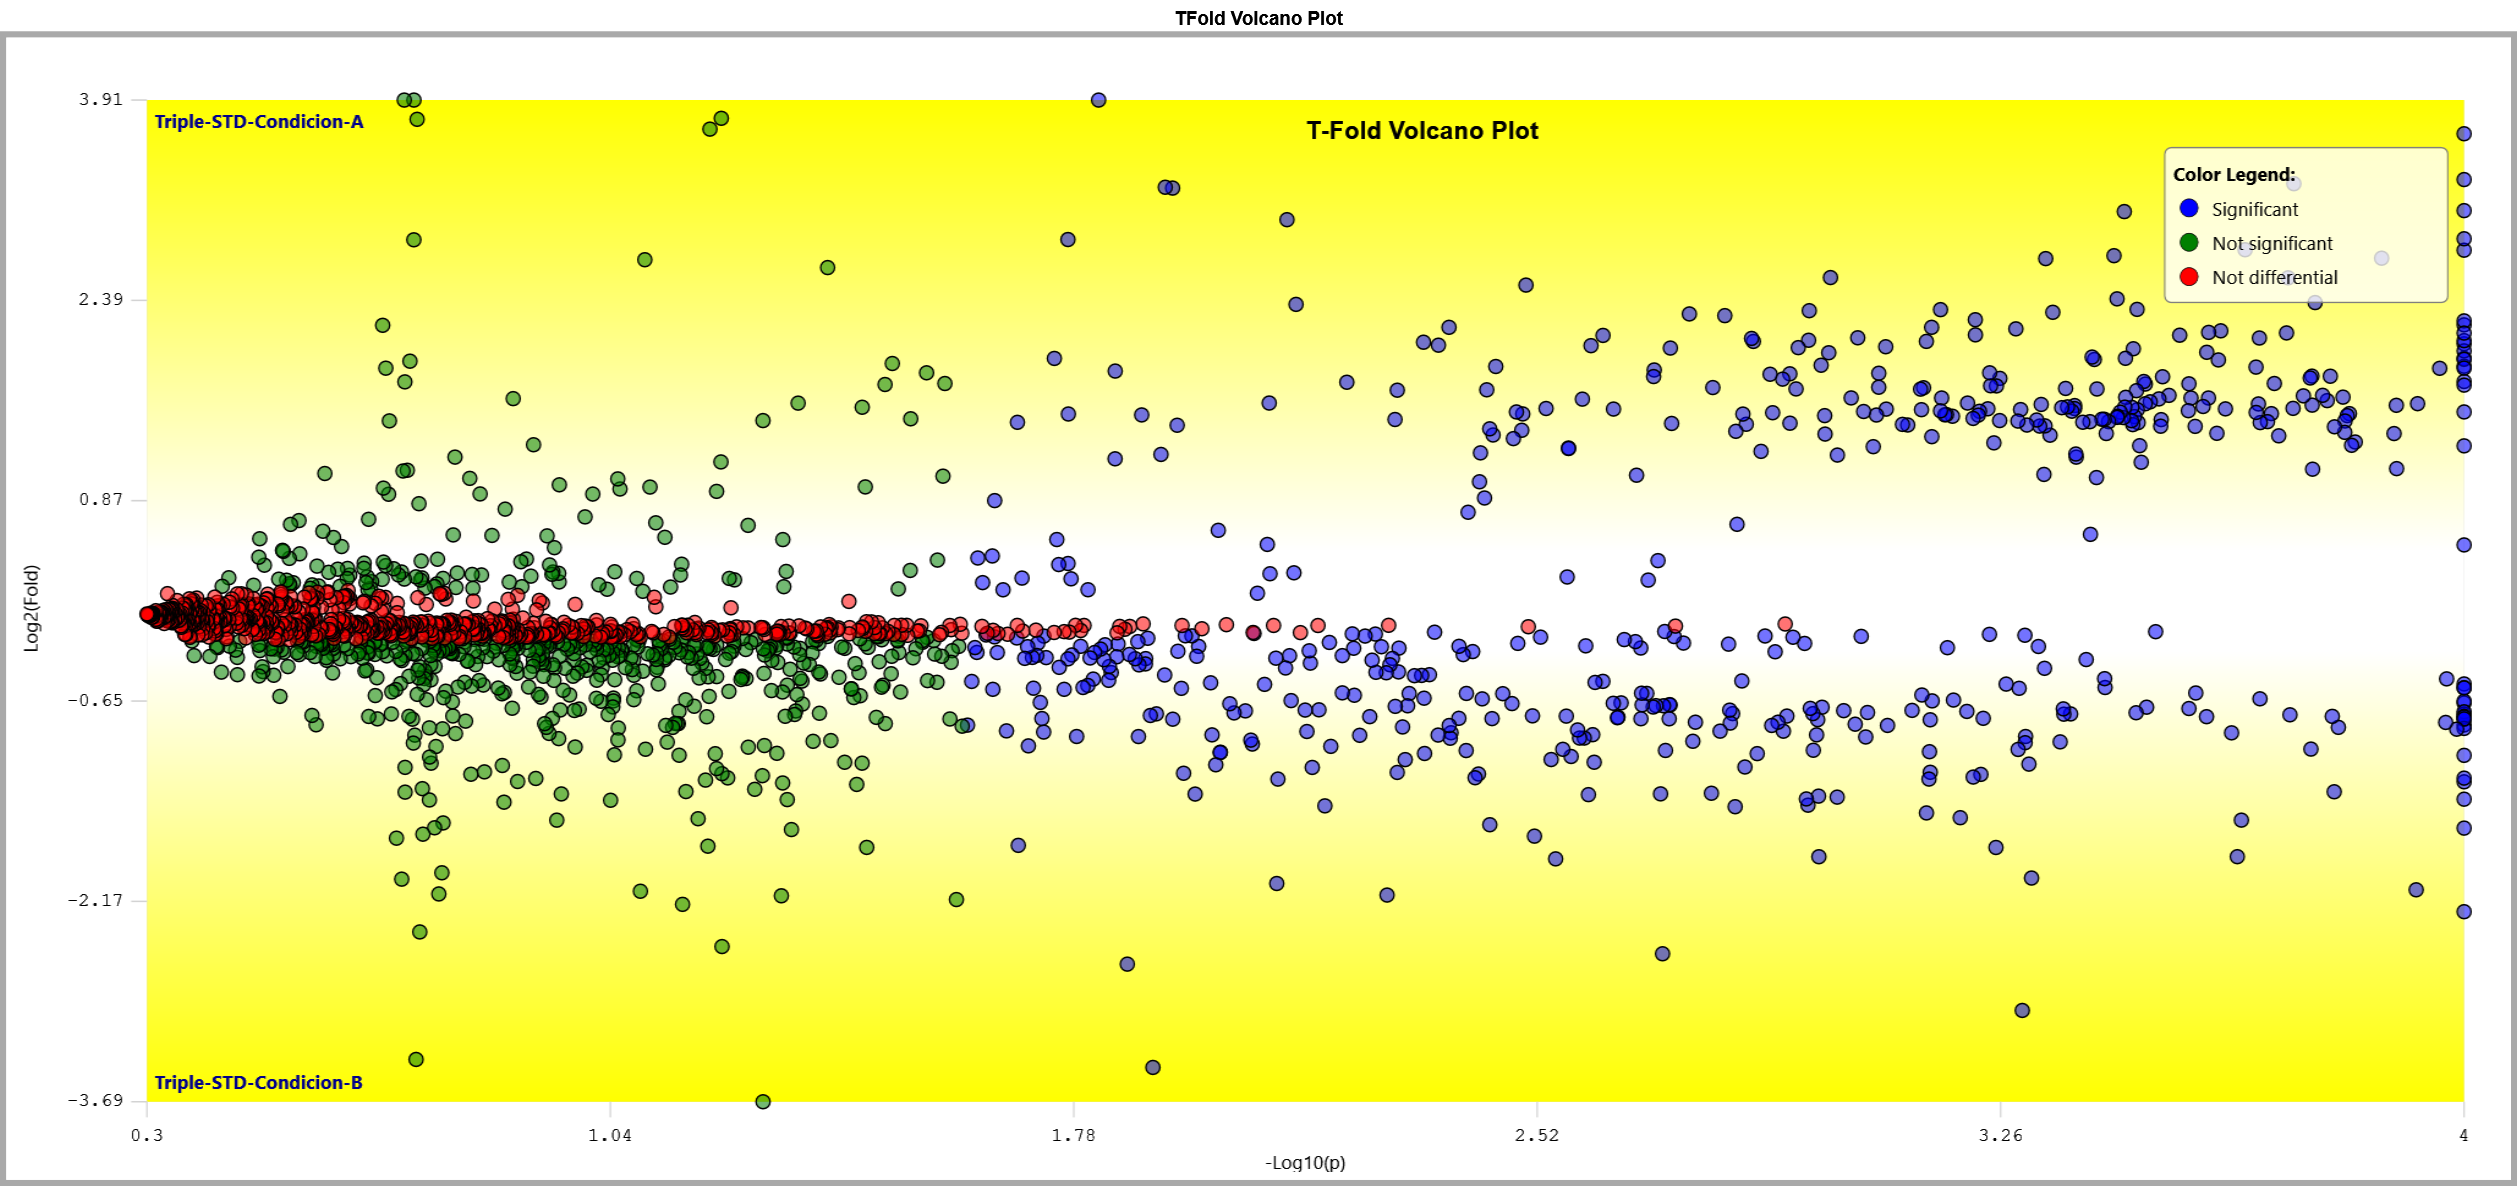 TFold Volcano Plot
3.91
Triple-STD-Condicion-A
T-Fold Volcano Plot
Color Legend:
Significant
Not significant
Not differential
2.39
0.87
Log2(Fold)
-0.65
-2.17
Triple-STD-Condicion-B
-3.69
0.3
1.04
1.78
2.52
3.26
4
-Log10(p)